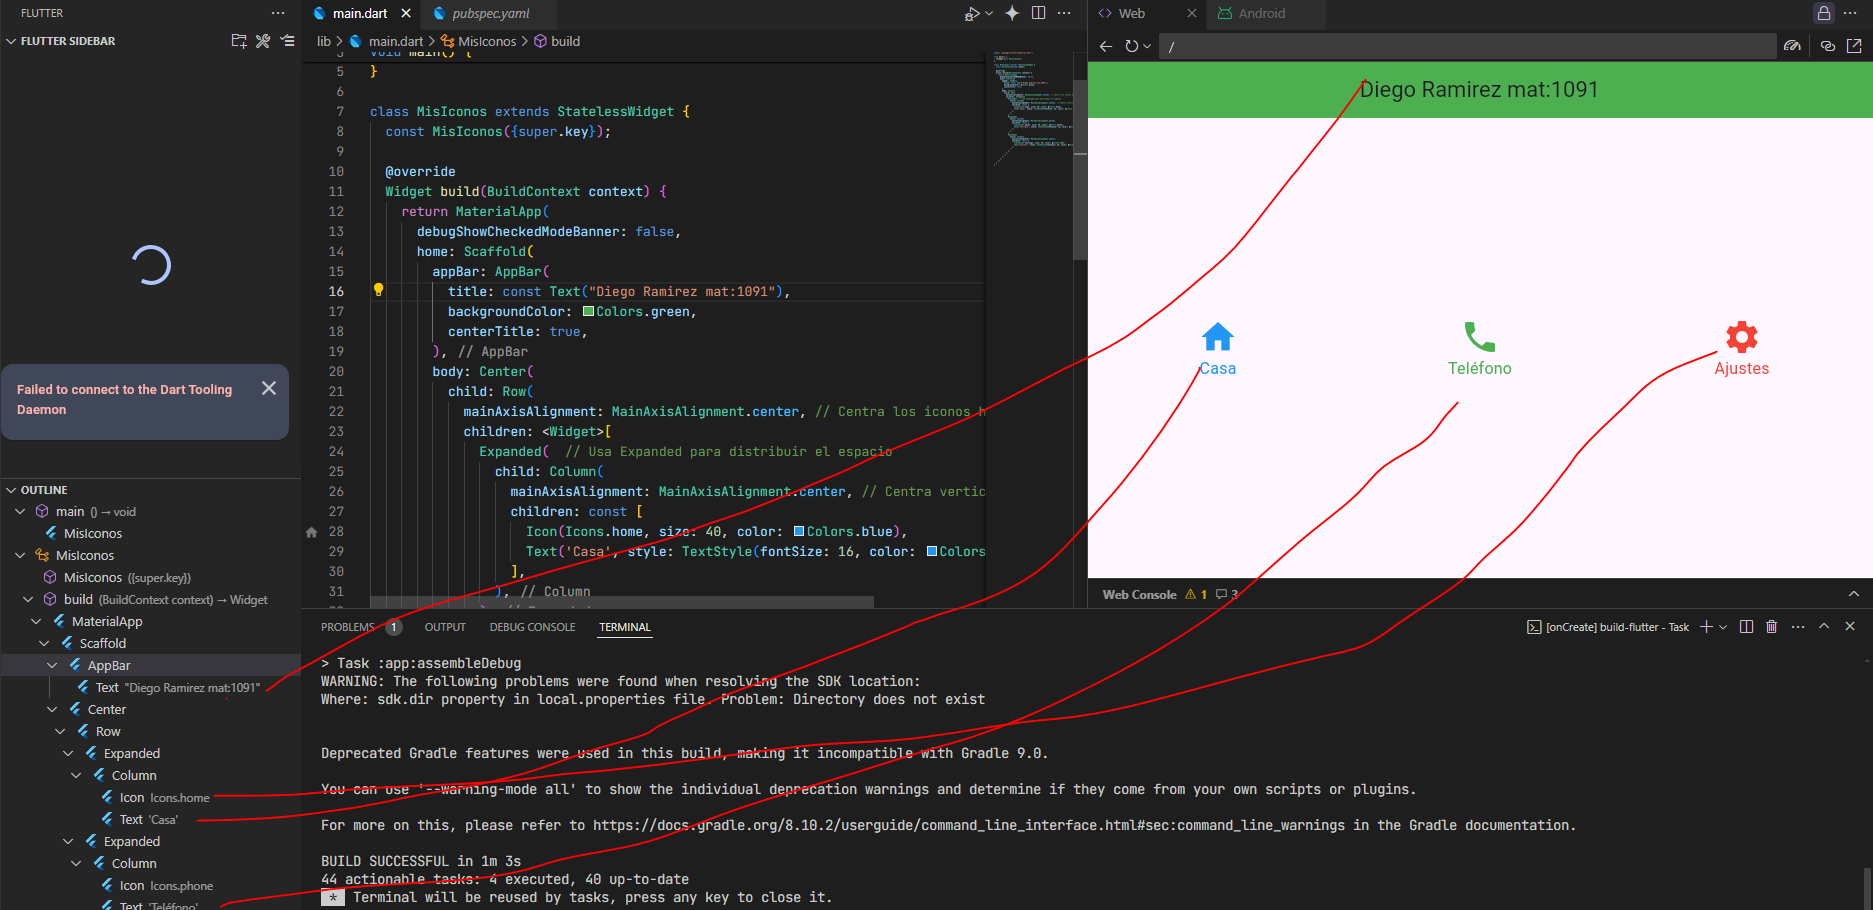 FLUTTER
FLUTTER SIDEBAR
Failed to connect to the Dart Tooling
Daemon
OUTLINE
main () → void
MisIconos
MisIconos
MisIconos ({super.key})
build (BuildContext context) → Widget
MaterialApp
Scaffold
AppBar
Text "Diego Ramirez mat:1091"
Center
Row
Expanded
Column
Icon Icons.home
Text 'Casa'
Expanded
Column
Icon Icons.phone
Text 'Teléfono'
main.dart
pubspec.yaml
lib > main.dart > MisIconos > build
3 void main() {
5 }
6
7 class MisIconos extends StatelessWidget {
8 const MisIconos({super.key});
9
10 @override
11 Widget build(BuildContext context) {
12 return MaterialApp(
13 debugShowCheckedModeBanner: false,
14 home: Scaffold(
15 appBar: AppBar(
16 title: const Text("Diego Ramirez mat:1091"),
17 backgroundColor: Colors.green,
18 centerTitle: true,
19 ), // AppBar
20 body: Center(
21 child: Row(
22 mainAxisAlignment: MainAxisAlignment.center, // Centra los iconos h
23 children: <Widget>[
24 Expanded( // Usa Expanded para distribuir el espacio
25 child: Column(
26 mainAxisAlignment: MainAxisAlignment.center, // Centra vertic
27 children: const [
28 Icon(Icons.home, size: 40, color: Colors.blue),
29 Text('Casa', style: TextStyle(fontSize: 16, color: Colors
30 ],
31 ), // Column
Web
Android
/
Diego Ramirez mat:1091
Casa
Teléfono
Ajustes
Web Console 1 3
PROBLEMS 1 OUTPUT DEBUG CONSOLE TERMINAL
[onCreate] build-flutter - Task
> Task :app:assembleDebug
WARNING: The following problems were found when resolving the SDK location:
Where: sdk.dir property in local.properties file. Problem: Directory does not exist
Deprecated Gradle features were used in this build, making it incompatible with Gradle 9.0.
You can use '--warning-mode all' to show the individual deprecation warnings and determine if they come from your own scripts or plugins.
For more on this, please refer to https://docs.gradle.org/8.10.2/userguide/command_line_interface.html#sec:command_line_warnings in the Gradle documentation.
BUILD SUCCESSFUL in 1m 3s
44 actionable tasks: 4 executed, 40 up-to-date
* Terminal will be reused by tasks, press any key to close it.